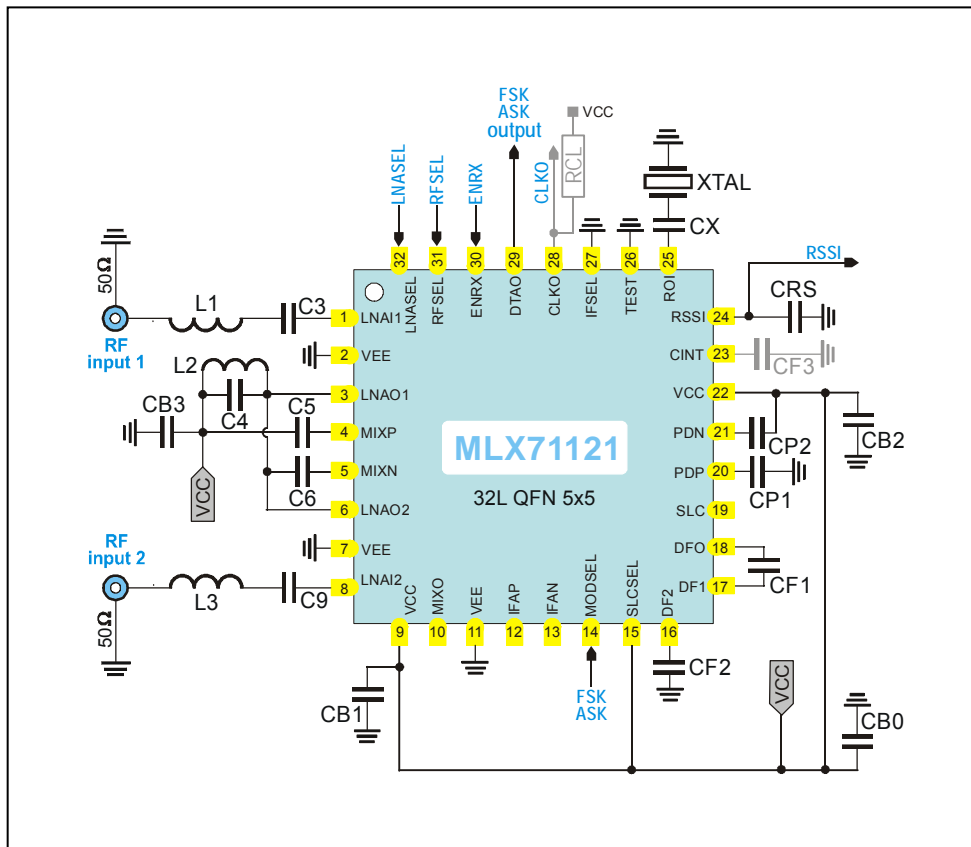 FSK
ASK
output
VCC
LNASEL
RFSEL
ENRX
CLKO
RCL
XTAL
CX
32
31
30
29
28
27
26
25
LNASEL
RFSEL
ENRX
DTAO
CLKO
IFSEL
TEST
ROI
50Ω
RF
input 1
L1
C3
1 LNAI1
2 VEE
L2
C4
3 LNAO1
CB3
C5
4 MIXP
C6
5 MIXN
VCC
6 LNAO2
7 VEE
RF
input 2
50Ω
L3
C9
8 LNAI2
MLX71121
32L QFN 5x5
RSSI
RSSI 24
CRS
CINT 23
CF3
VCC 22
PDN 21
CP2
CB2
PDP 20
CP1
SLC 19
DFO 18
DF1 17
CF1
VCC
MIXO
VEE
IFAP
IFAN
MODSEL
SLCSEL
DF2
9
10
11
12
13
14
15
16
CB1
FSK
ASK
CF2
VCC
CB0